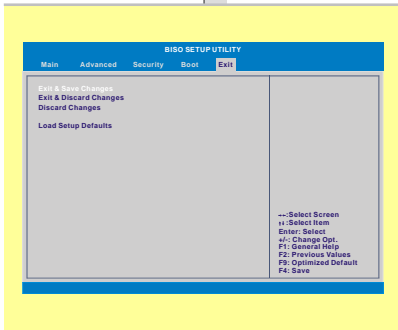 BISO SETUP UTILITY
Main Advanced Security Boot Exit
Exit & Save Changes
Exit & Discard Changes
Discard Changes
Load Setup Defaults
↔:Select Screen
↑↓:Select Item
Enter: Select
+/-: Change Opt.
F1: General Help
F2: Previous Values
F9: Optimized Default
F4: Save